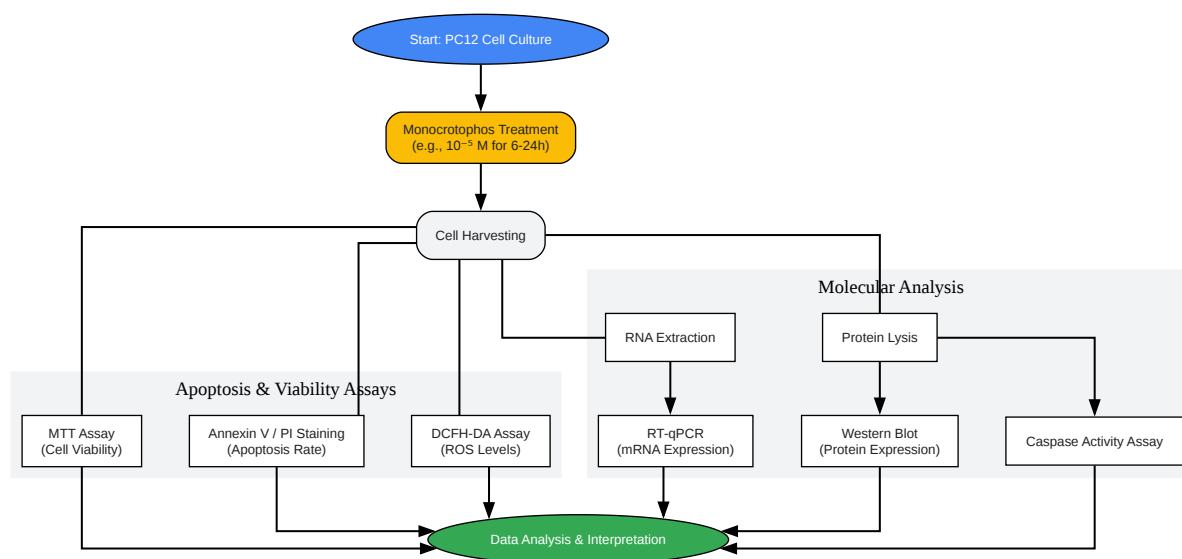 Start: PC12 Cell Culture
Monocrotophos Treatment
(e.g., 10⁻⁵ M for 6-24h)
Cell Harvesting
Molecular Analysis
RNA Extraction
Protein Lysis
Apoptosis & Viability Assays
MTT Assay
(Cell Viability)
Annexin V / PI Staining
(Apoptosis Rate)
DCFH-DA Assay
(ROS Levels)
RT-qPCR
(mRNA Expression)
Western Blot
(Protein Expression)
Caspase Activity Assay
Data Analysis & Interpretation